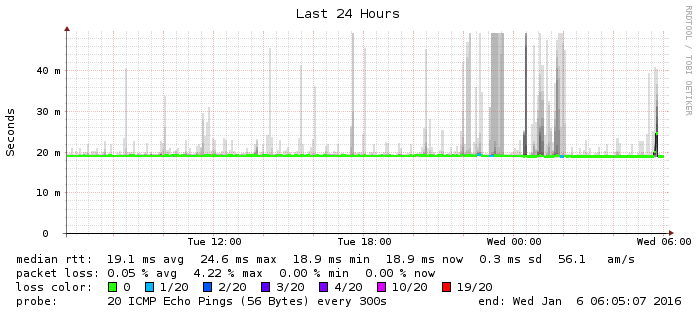 Last 24 Hours
RRDTOOL / TOBI OETIKER
Seconds
40 m
30 m
20 m
10 m
0
Tue 12:00 Tue 18:00 Wed 00:00 Wed 06:00
median rtt: 19.1 ms avg 24.6 ms max 18.9 ms min 18.9 ms now 0.3 ms sd 56.1 am/s
packet loss: 0.05 % avg 4.22 % max 0.00 % min 0.00 % now
loss color: 0 1/20 2/20 3/20 4/20 10/20 19/20
probe: 20 ICMP Echo Pings (56 Bytes) every 300s end: Wed Jan 6 06:05:07 2016